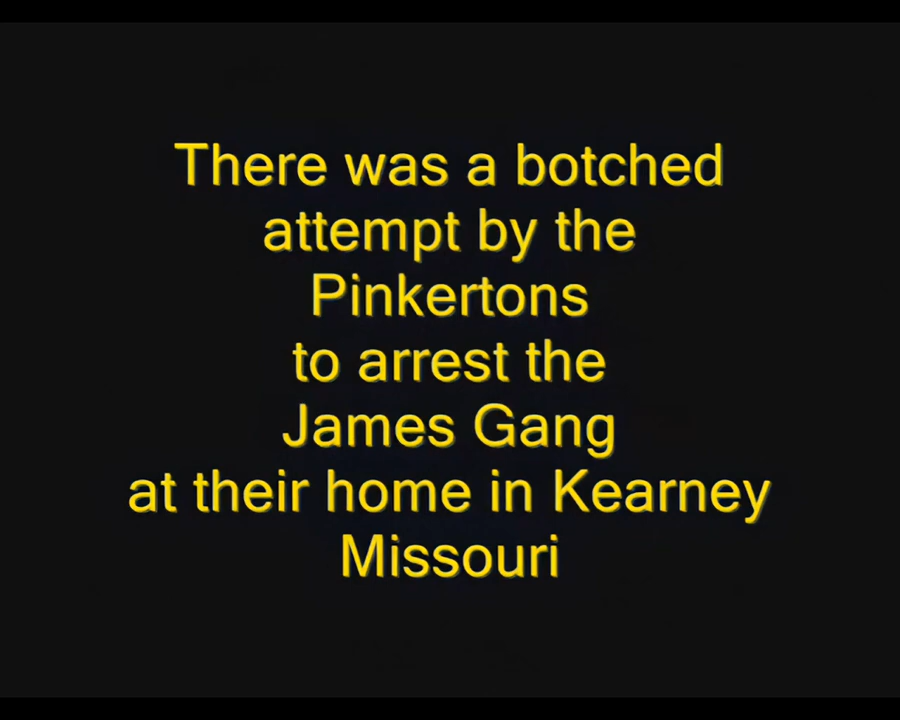 There was a botched
attempt by the
Pinkertons
to arrest the
James Gang
at their home in Kearney
Missouri